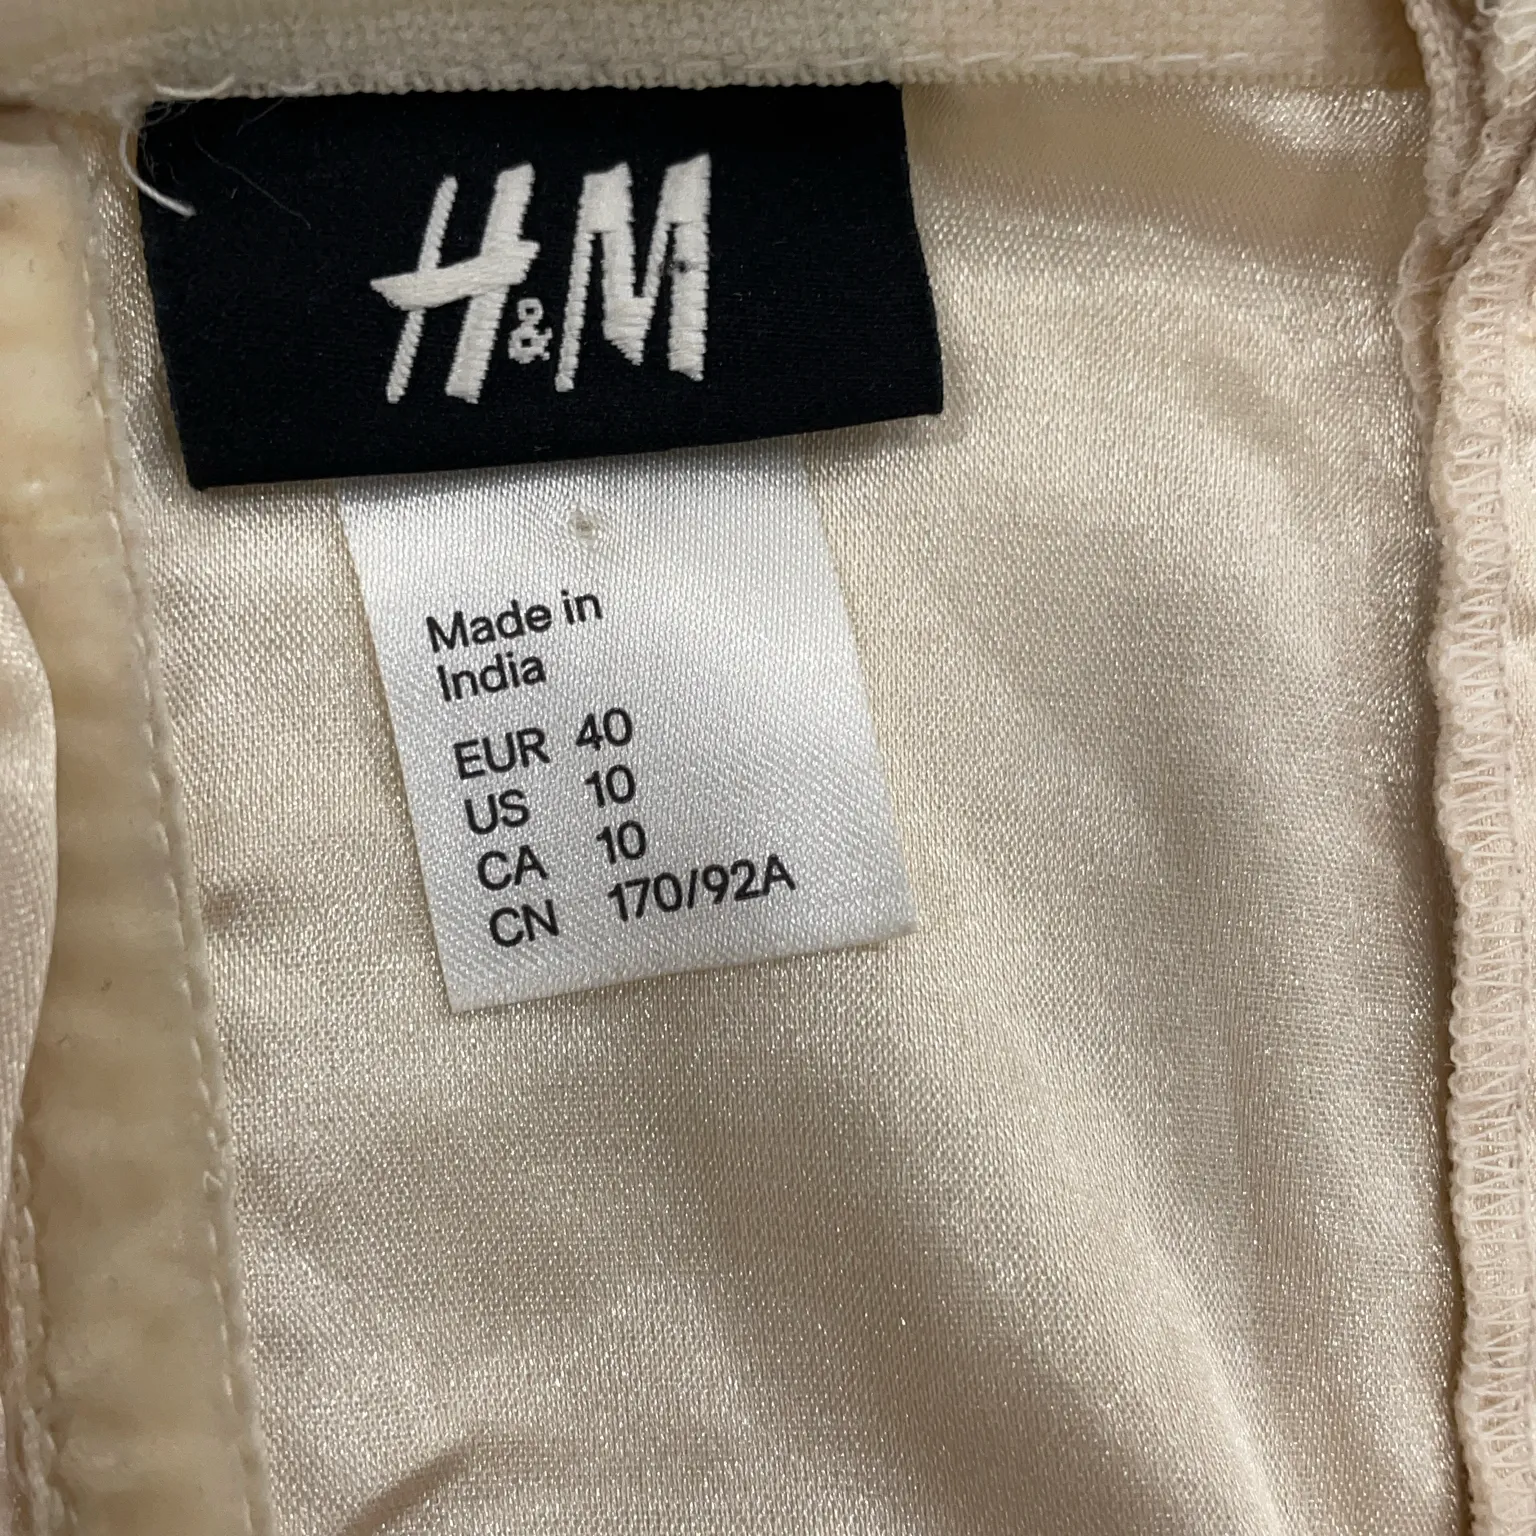 H&M
Made in
India
EUR 40
US 10
CA 10
CN 170/92A